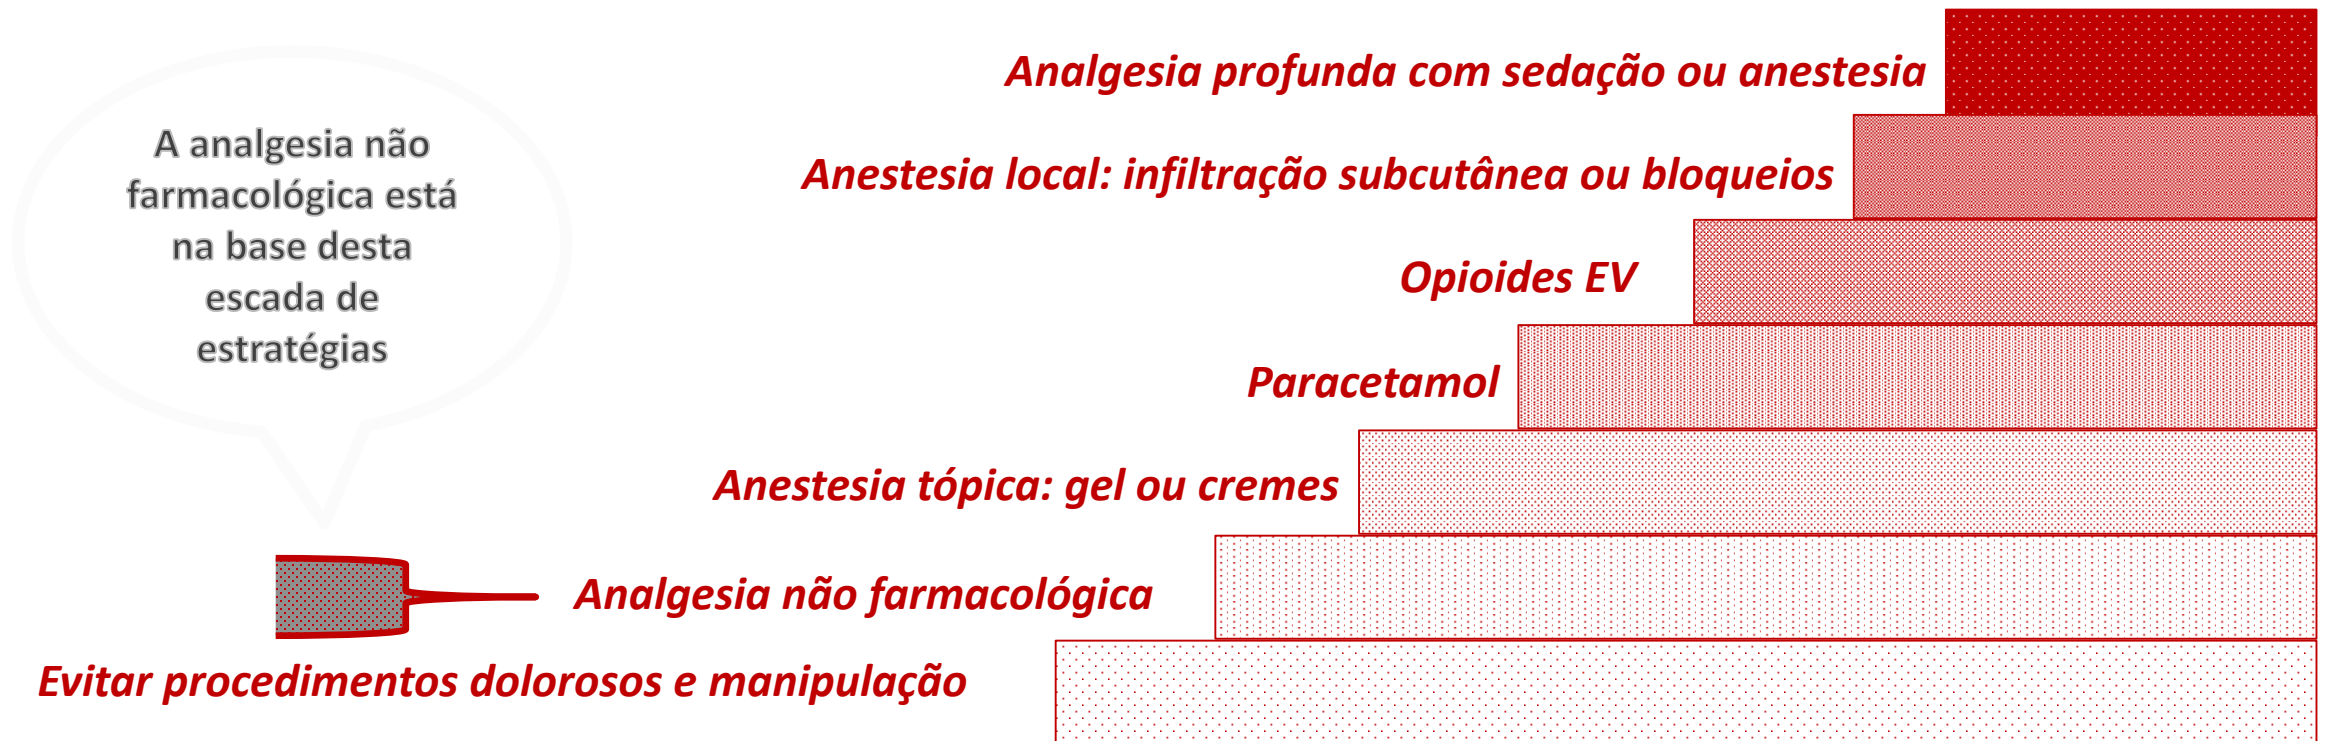 A analgesia não
farmacológica está
na base desta
escada de
estratégias
Analgesia profunda com sedação ou anestesia
Anestesia local: infiltração subcutânea ou bloqueios
Opioides EV
Paracetamol
Anestesia tópica: gel ou cremes
Analgesia não farmacológica
Evitar procedimentos dolorosos e manipulação